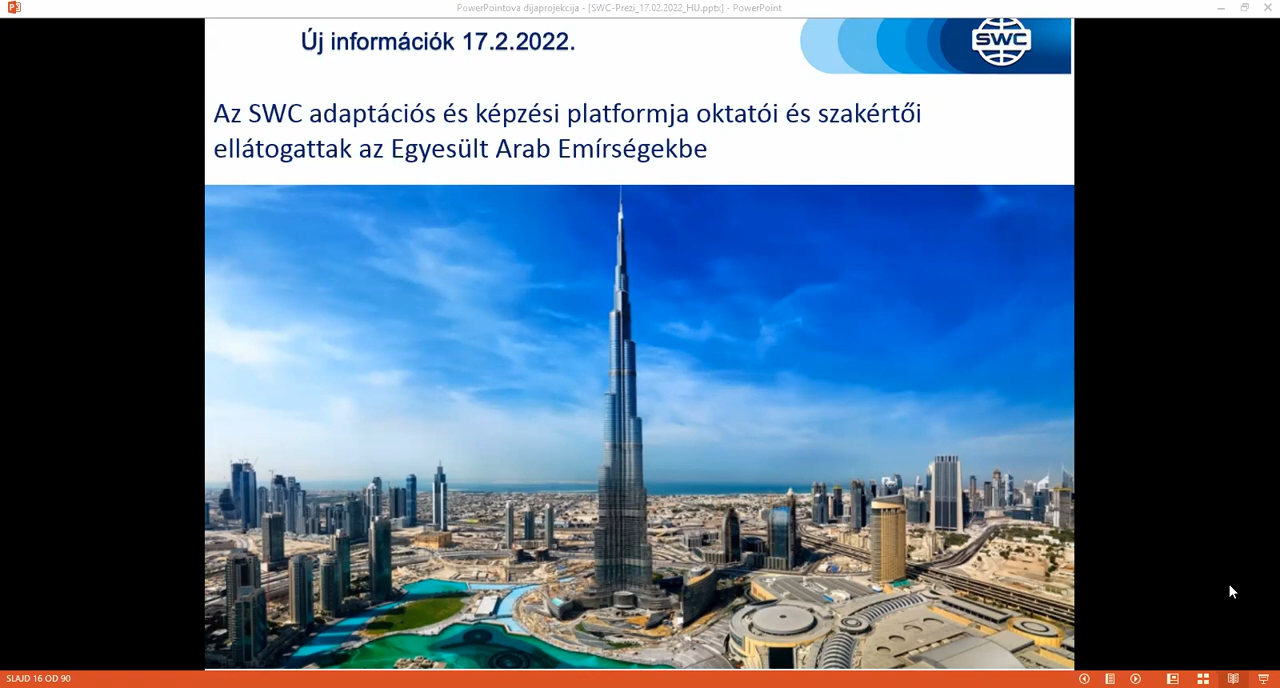 PowerPointova dijaprojekcija - [SWC-Prezi_17.02.2022_HU.pptx] - PowerPoint
Új információk 17.2.2022.
SWC
Az SWC adaptációs és képzési platformja oktatói és szakértői
ellátogattak az Egyesült Arab Emírségekbe
SLAJD 16 OD 90